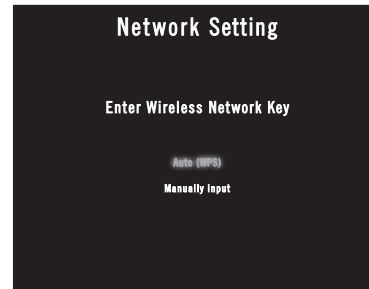 Network Setting
Enter Wireless Network Key
Auto (WPS)
Manually Input